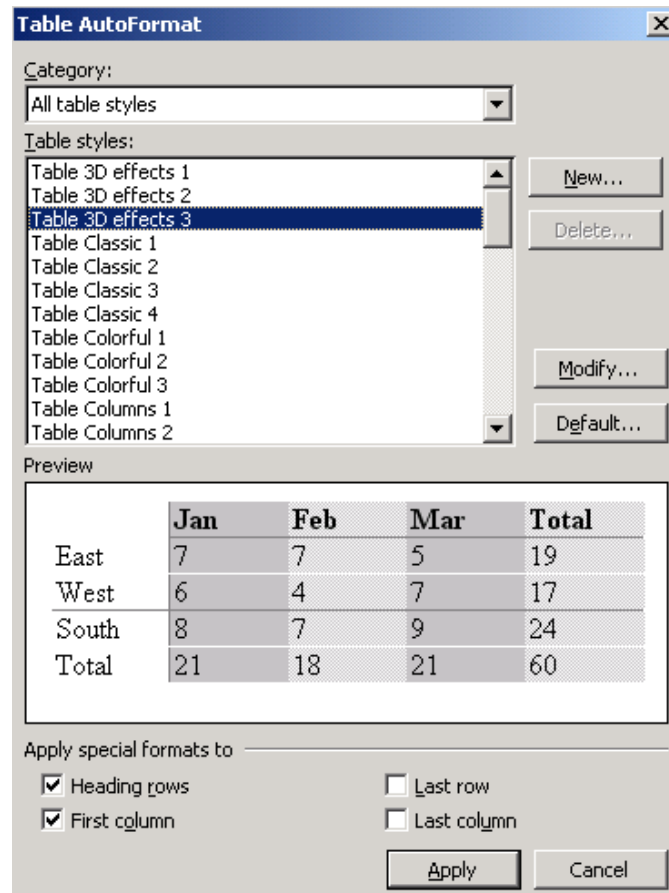 Table AutoFormat
Category:
All table styles
Table styles:
Table 3D effects 1
Table 3D effects 2
Table 3D effects 3
Table Classic 1
Table Classic 2
Table Classic 3
Table Classic 4
Table Colorful 1
Table Colorful 2
Table Colorful 3
Table Columns 1
Table Columns 2
New...
Delete...
Modify...
Default...
Preview
Jan Feb Mar Total
East 7 7 5 19
West 6 4 7 17
South 8 7 9 24
Total 21 18 21 60
Apply special formats to
Heading rows Last row
First column Last column
Apply Cancel